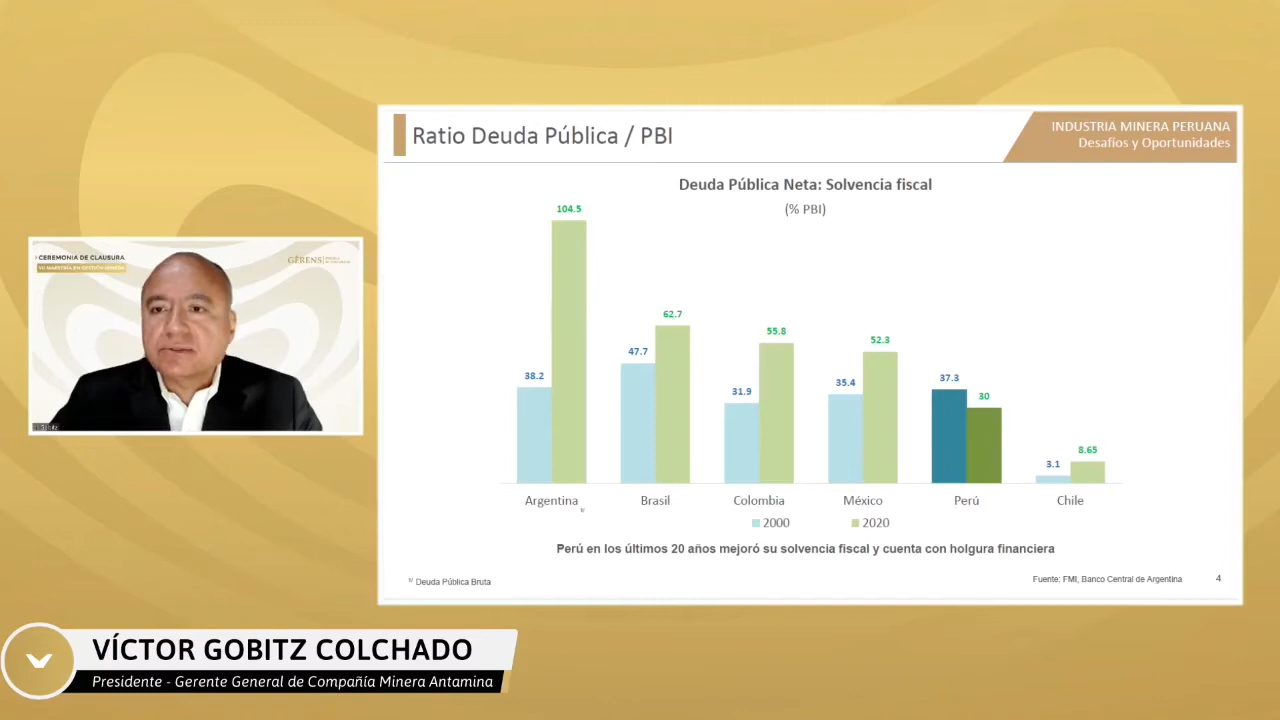 Ratio Deuda Pública / PBI
INDUSTRIA MINERA PERUANA
Desafíos y Oportunidades
Deuda Pública Neta: Solvencia fiscal
(% PBI)
104.5
62.7
55.8
52.3
47.7
38.2
31.9
35.4
37.3
30
3.1
8.65
Argentina 1/
Brasil
Colombia
México
Perú
Chile
2000
2020
Perú en los últimos 20 años mejoró su solvencia fiscal y cuenta con holgura financiera
1/ Deuda Pública Bruta
Fuente: FMI, Banco Central de Argentina
4
CEREMONIA DE CLAUSURA
GĒRENS
VÍCTOR GOBITZ COLCHADO
Presidente - Gerente General de Compañía Minera Antamina